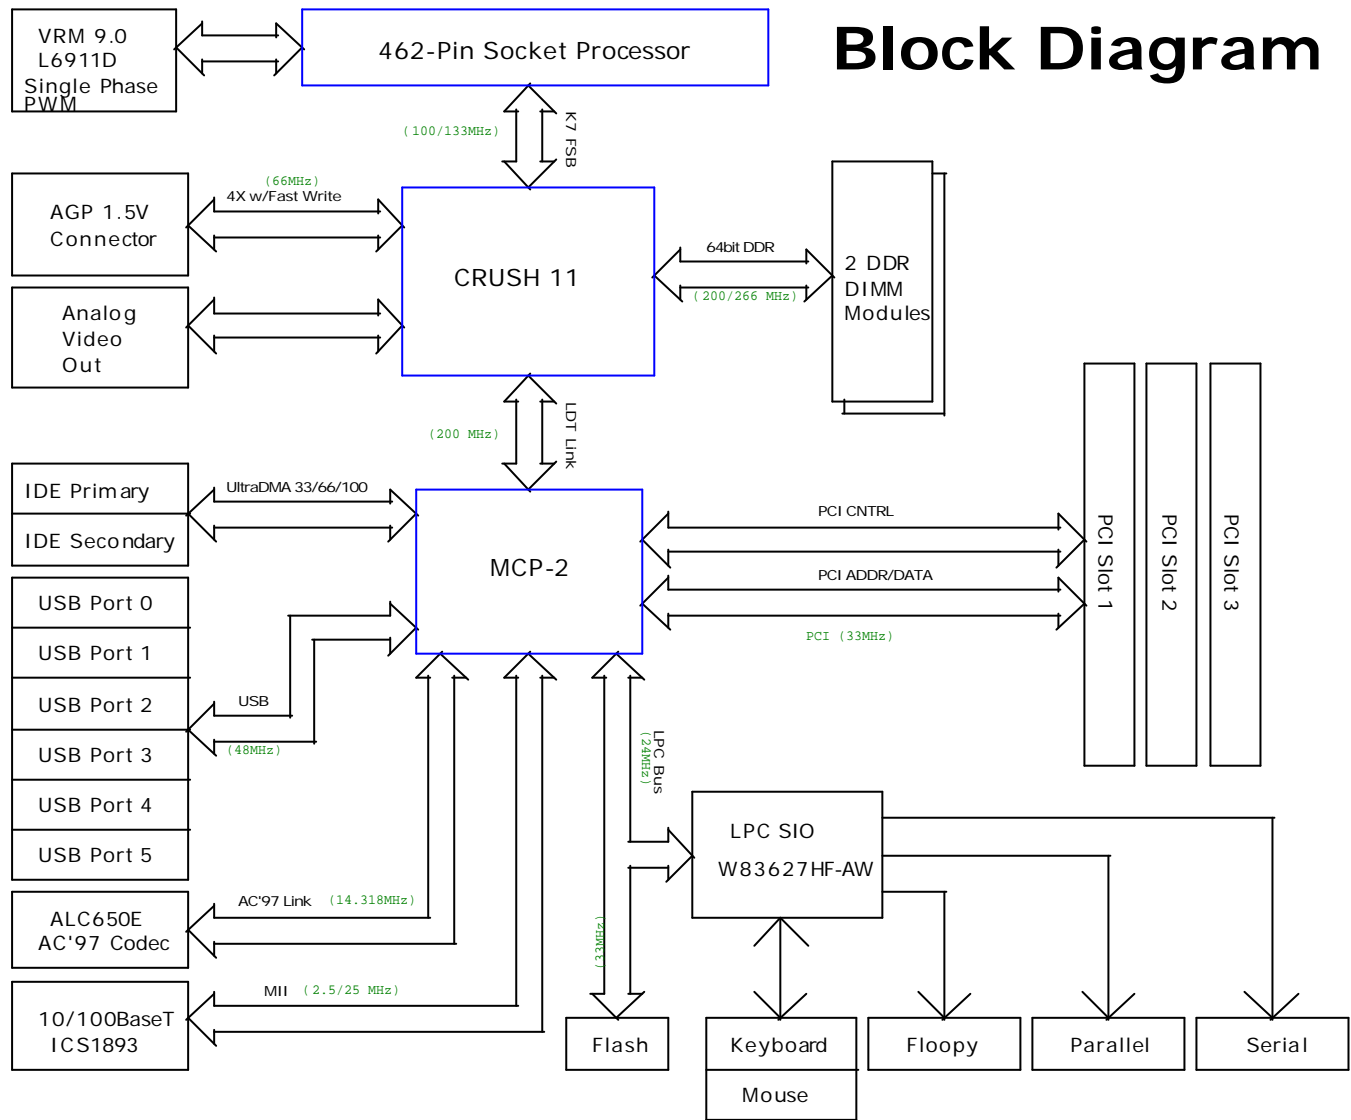 Block Diagram
VRM 9.0
L6911D
Single Phase
PWM
462-Pin Socket Processor
(100/133MHz)
K7 FSB
AGP 1.5V
Connector
(66MHz)
4X w/Fast Write
CRUSH 11
64bit DDR
(200/266 MHz)
2 DDR
DIMM
Modules
Analog
Video
Out
(200 MHz)
LDT Link
IDE Primary
IDE Secondary
UltraDMA 33/66/100
MCP-2
PCI CNTRL
PCI ADDR/DATA
PCI (33MHz)
PCI Slot 1
PCI Slot 2
PCI Slot 3
USB Port 0
USB Port 1
USB Port 2
USB Port 3
USB Port 4
USB Port 5
USB
(48MHz)
LPC Bus
(24MHz)
LPC SIO
W83627HF-AW
ALC650E
AC'97 Codec
AC'97 Link (14.318MHz)
(33MHz)
10/100BaseT
ICS1893
MII (2.5/25 MHz)
Flash
Keyboard
Mouse
Floopy
Parallel
Serial